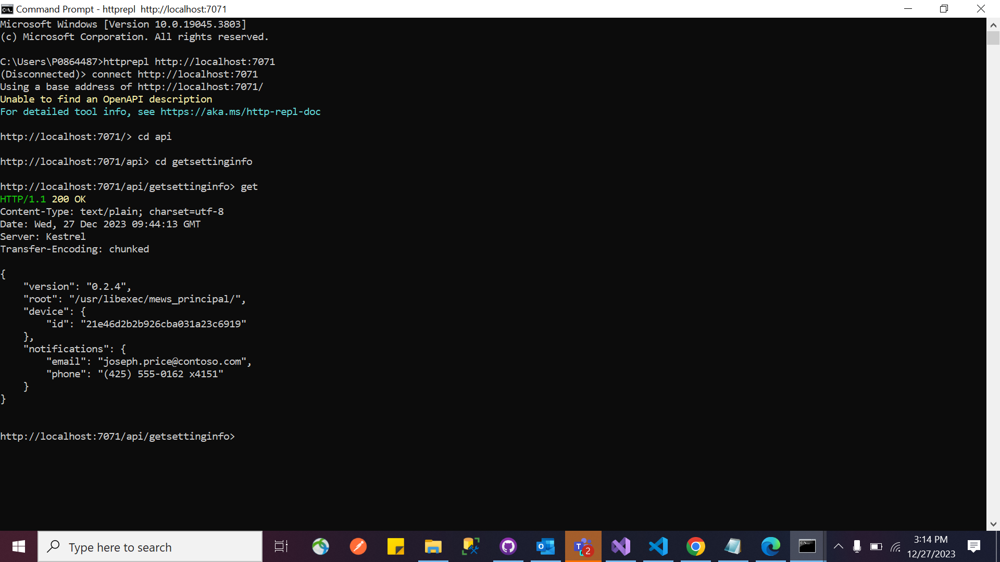 Command Prompt - httprepl  http://localhost:7071
Microsoft Windows [Version 10.0.19045.3803]
(c) Microsoft Corporation. All rights reserved.
C:\Users\P0864487>httprepl http://localhost:7071
(Disconnected)> connect http://localhost:7071
Using a base address of http://localhost:7071/
Unable to find an OpenAPI description
For detailed tool info, see https://aka.ms/http-repl-doc
http://localhost:7071/> cd api
http://localhost:7071/api> cd getsettinginfo
http://localhost:7071/api/getsettinginfo> get
HTTP/1.1 200 OK
Content-Type: text/plain; charset=utf-8
Date: Wed, 27 Dec 2023 09:44:13 GMT
Server: Kestrel
Transfer-Encoding: chunked
{
    "version": "0.2.4",
    "root": "/usr/libexec/mews_principal/",
    "device": {
        "id": "21e46d2b2b926cba031a23c6919"
    },
    "notifications": {
        "email": "joseph.price@contoso.com",
        "phone": "(425) 555-0162 x4151"
    }
}
http://localhost:7071/api/getsettinginfo>
Type here to search
2
3:14 PM
12/27/2023